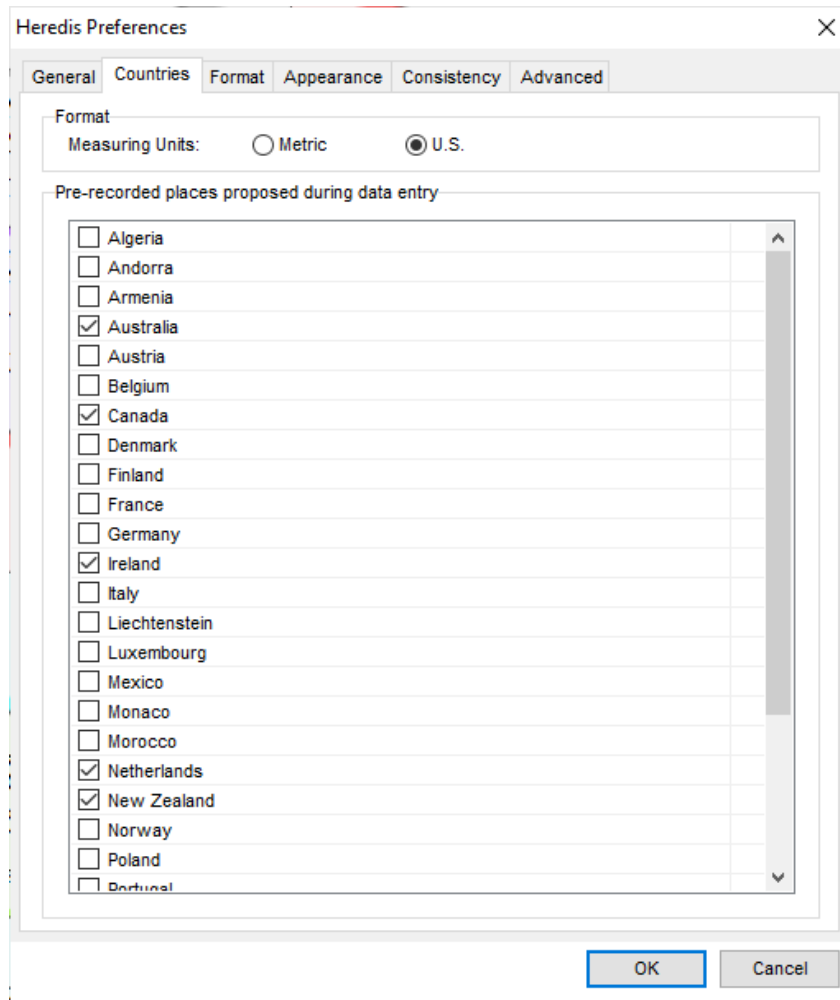 Heredis Preferences
General Countries Format Appearance Consistency Advanced
Format
Measuring Units: Metric U.S.
Pre-recorded places proposed during data entry
Algeria
Andorra
Armenia
Australia
Austria
Belgium
Canada
Denmark
Finland
France
Germany
Ireland
Italy
Liechtenstein
Luxembourg
Mexico
Monaco
Morocco
Netherlands
New Zealand
Norway
Poland
Portugal
OK Cancel